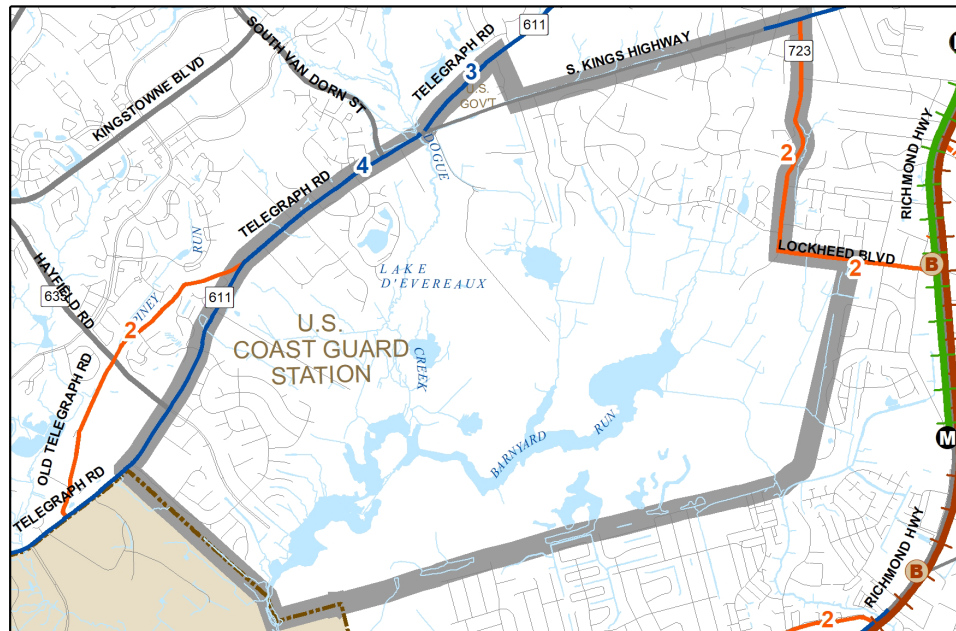 TELEGRAPH RD
611
SOUTH VAN DORN ST
KINGSTOWNE BLVD
3
U.S.
GOV'T
S. KINGS HIGHWAY
723
RICHMOND HWY
DOGUE
4
2
TELEGRAPH RD
RUN
LOCKHEED BLVD
B
2
HAYFIELD RD
635
611
PINEY
2
LAKE
D'EVEREAUX
U.S.
COAST GUARD
STATION
CREEK
OLD TELEGRAPH RD
RUN
BARNYARD
M
TELEGRAPH RD
RICHMOND HWY
B
2